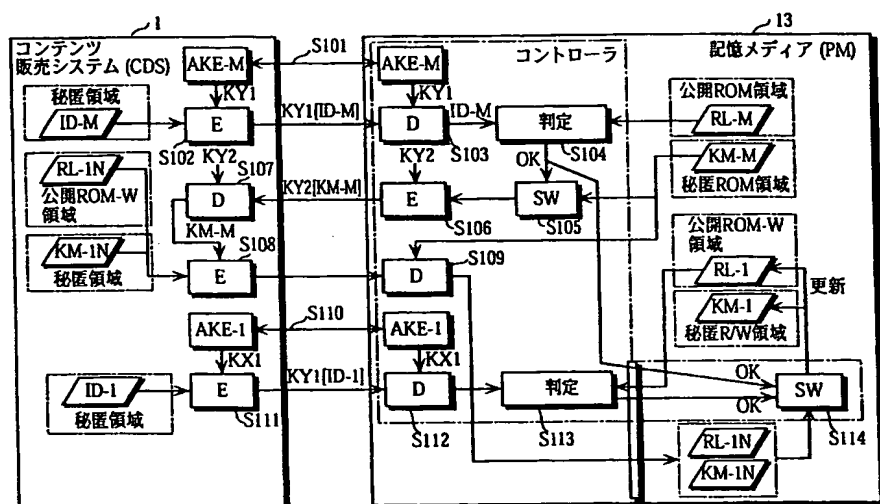 1
13
コンテンツ
販売システム(CDS)
AKE-M
S101
AKE-M
コントローラ
記憶メディア(PM)
秘匿領域
ID-M
KY1
E
S102
KY1[ID-M]
KY1
D
S103
ID-M
判定
S104
公開ROM領域
RL-M
RL-1N
公開ROM-W
領域
KY2
S107
D
KM-M
KY2[KM-M]
KY2
E
S106
OK
SW
S105
KM-M
秘匿ROM領域
KM-1N
秘匿領域
S108
E
D
S109
公開ROM-W
領域
RL-1
更新
KM-1
秘匿R/W領域
AKE-1
S110
AKE-1
KX1
KX1
ID-1
秘匿領域
E
S111
KY1[ID-1]
D
S112
判定
S113
OK
OK
SW
S114
RL-1N
KM-1N